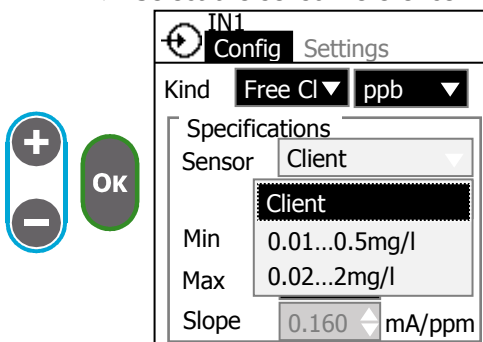 IN1
Config Settings
Kind Free Cl ppb
Specifications
Sensor Client
Client
Min 0.01...0.5mg/l
Max 0.02...2mg/l
Slope 0.160 mA/ppm
+
OK
−